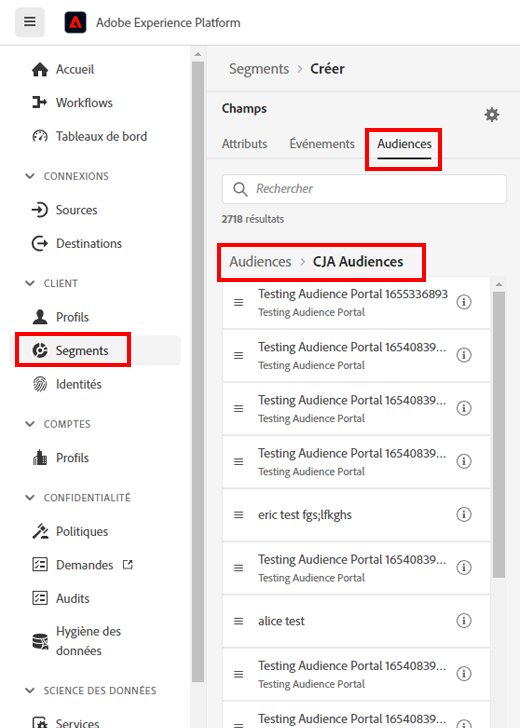 Adobe Experience Platform
Accueil
Workflows
Tableaux de bord
CONNEXIONS
Sources
Destinations
CLIENT
Profils
Segments
Identités
COMPTES
Profils
CONFIDENTIALITÉ
Politiques
Demandes
Audits
Hygiène des
données
SCIENCE DES DONNÉES
Services
Segments > Créer
Champs
Attributs Événements Audiences
Rechercher
2718 résultats
Audiences > CJA Audiences
Testing Audience Portal 1655336893
Testing Audience Portal
Testing Audience Portal 16540839...
Testing Audience Portal
Testing Audience Portal 16540839...
Testing Audience Portal
Testing Audience Portal 16540839...
Testing Audience Portal
eric test fgs;lfkghs
Testing Audience Portal 16540839...
Testing Audience Portal
alice test
Testing Audience Portal 16540839...
Testing Audience Portal
Testing Audience Portal 16540839...